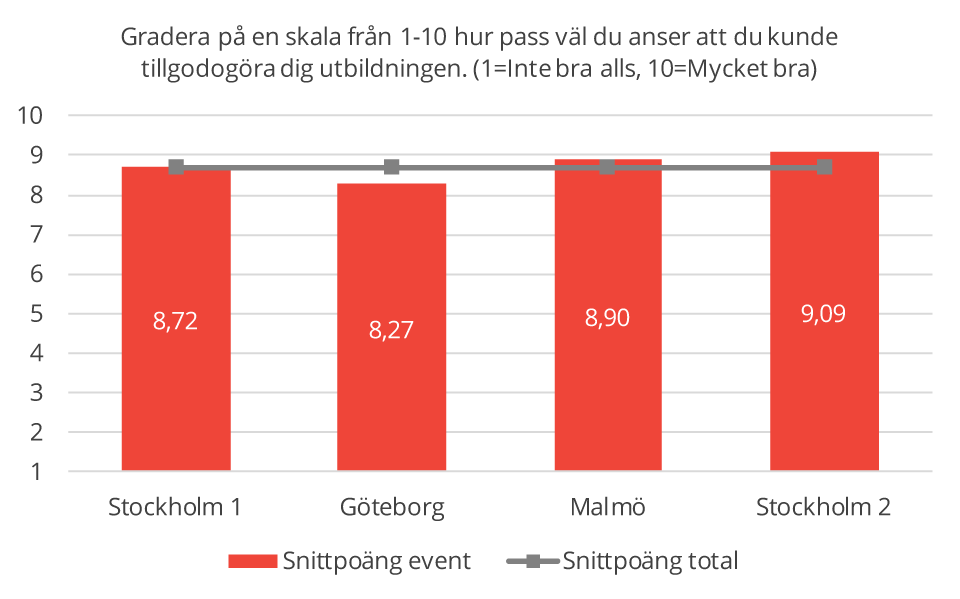 Gradera på en skala från 1-10 hur pass väl du anser att du kunde
tillgodogöra dig utbildningen. (1=Inte bra alls, 10=Mycket bra)
10
9
8
7
6
5
4
3
2
1
8,72
8,27
8,90
9,09
Stockholm 1
Göteborg
Malmö
Stockholm 2
Snittpoäng event
Snittpoäng total